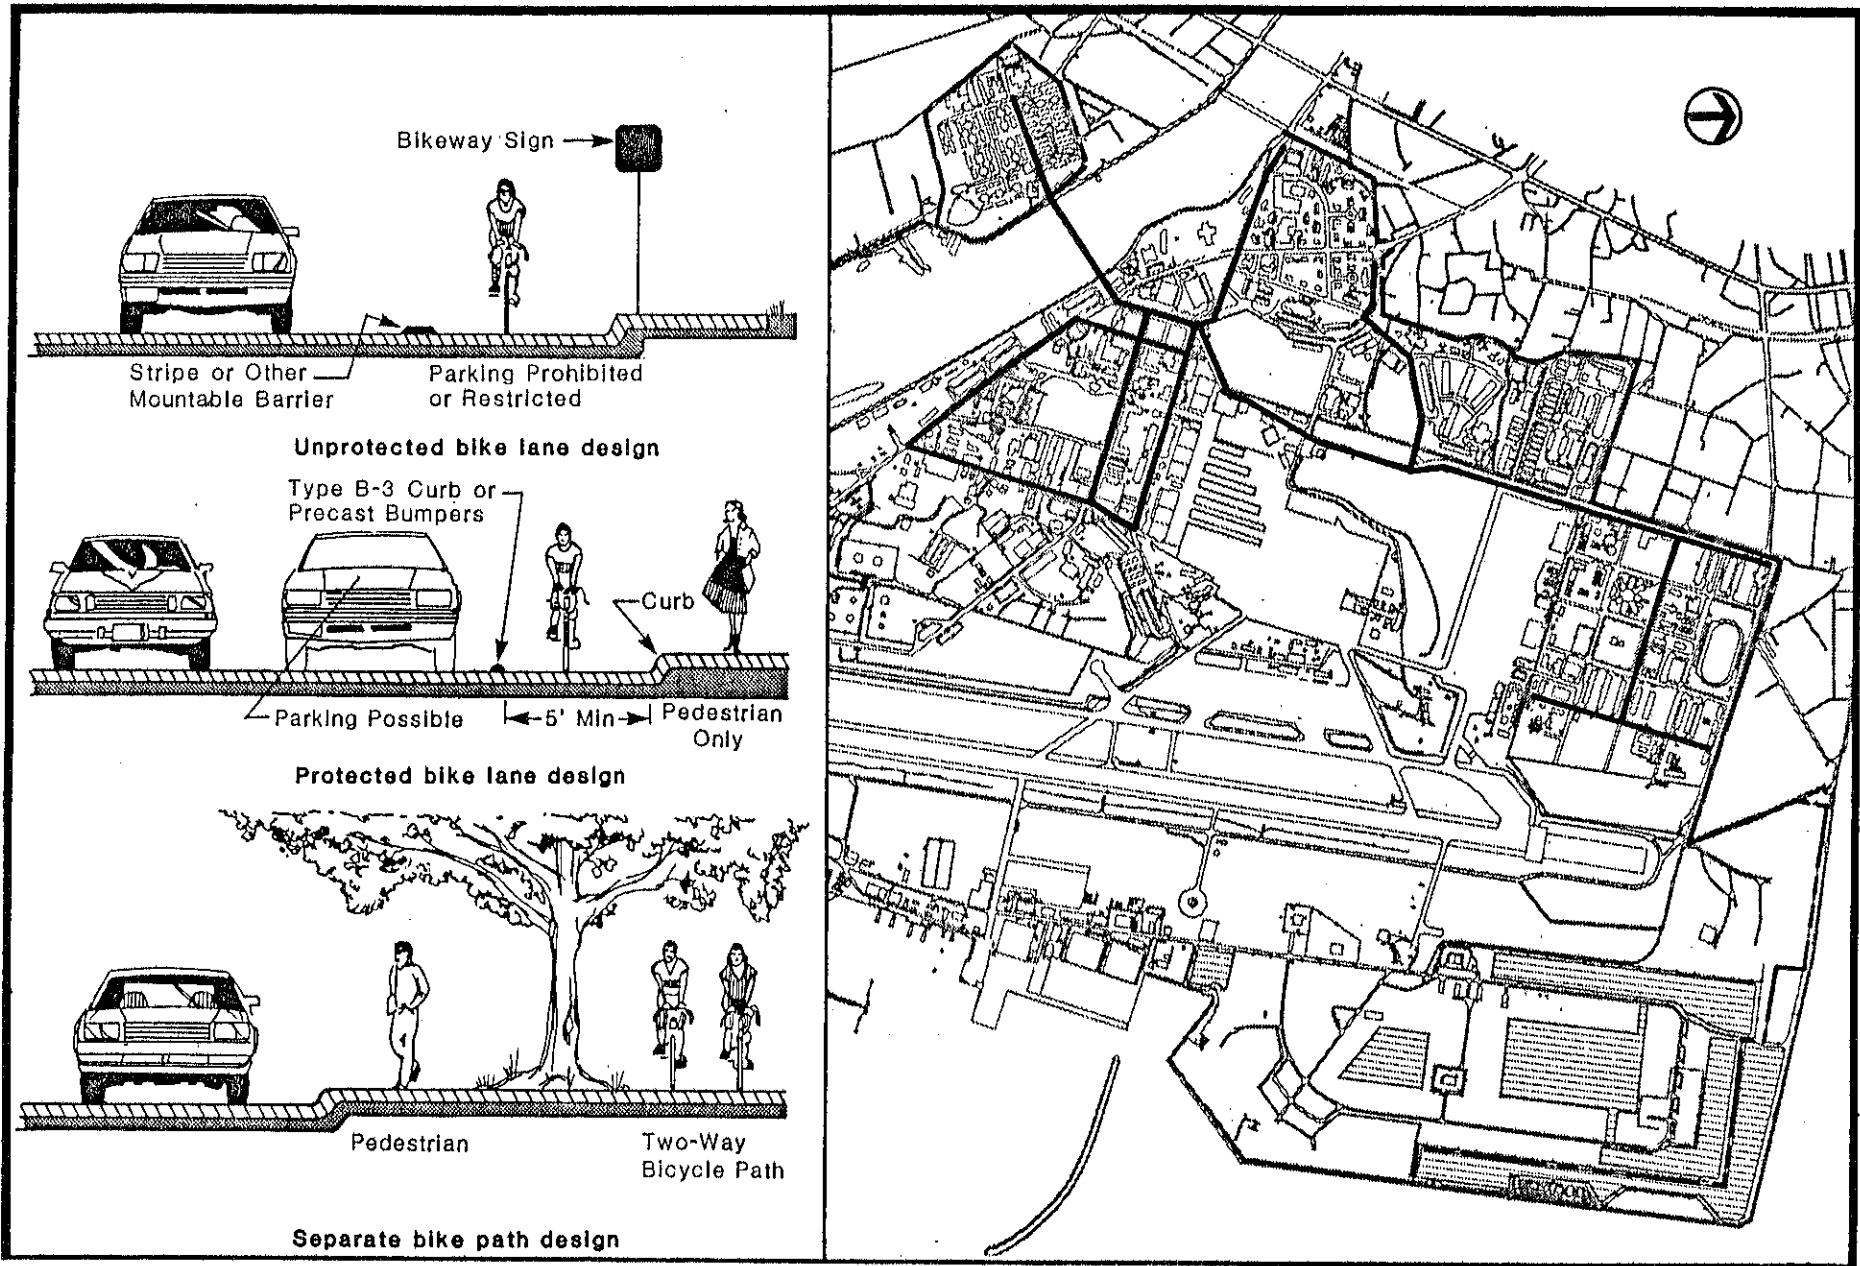 Bikeway Sign
Stripe or Other
Mountable Barrier
Parking Prohibited
or Restricted
Unprotected bike lane design
Type B-3 Curb or
Precast Bumpers
Curb
Parking Possible
5' Min
Pedestrian
Only
Protected bike lane design
Pedestrian
Two-Way
Bicycle Path
Separate bike path design